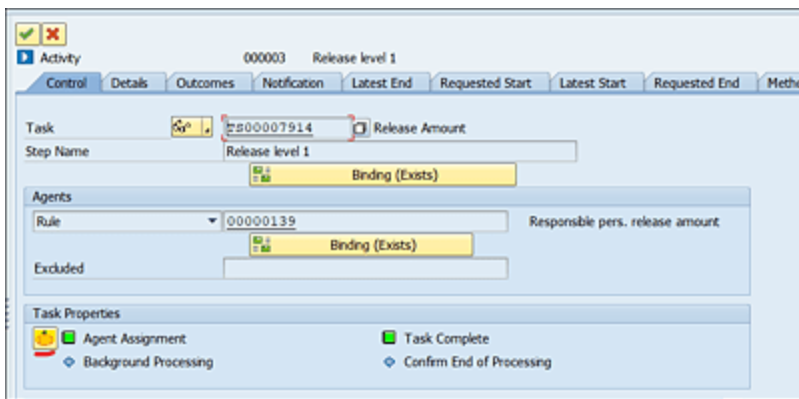 Activity 000003 Release level 1
Control Details Outcomes Notification Latest End Requested Start Latest Start Requested End Metho
Task TS00007914 Release Amount
Step Name Release level 1
Binding (Exists)
Agents
Rule 00000139 Responsible pers. release amount
Binding (Exists)
Excluded
Task Properties
Agent Assignment Task Complete
Background Processing Confirm End of Processing